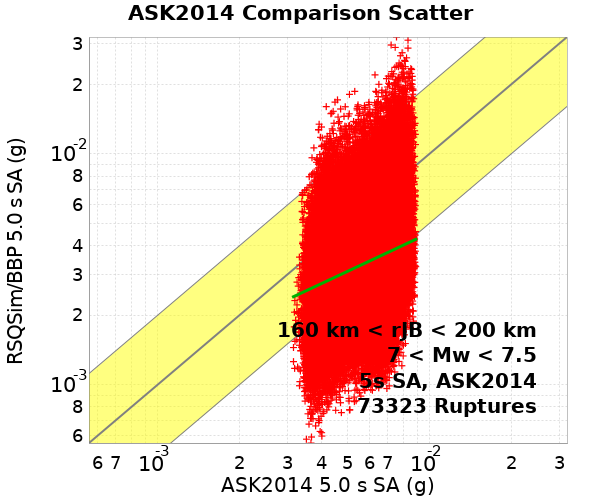 ASK2014 Comparison Scatter
RSQSim/BBP 5.0 s SA (g)
3
2
10-2
8
6
4
3
2
10-3
8
6
160 km < rJB < 200 km
7 < Mw < 7.5
5s SA, ASK2014
73323 Ruptures
6 7 10-3 2 3 4 5 6 7 10-2 2 3
ASK2014 5.0 s SA (g)